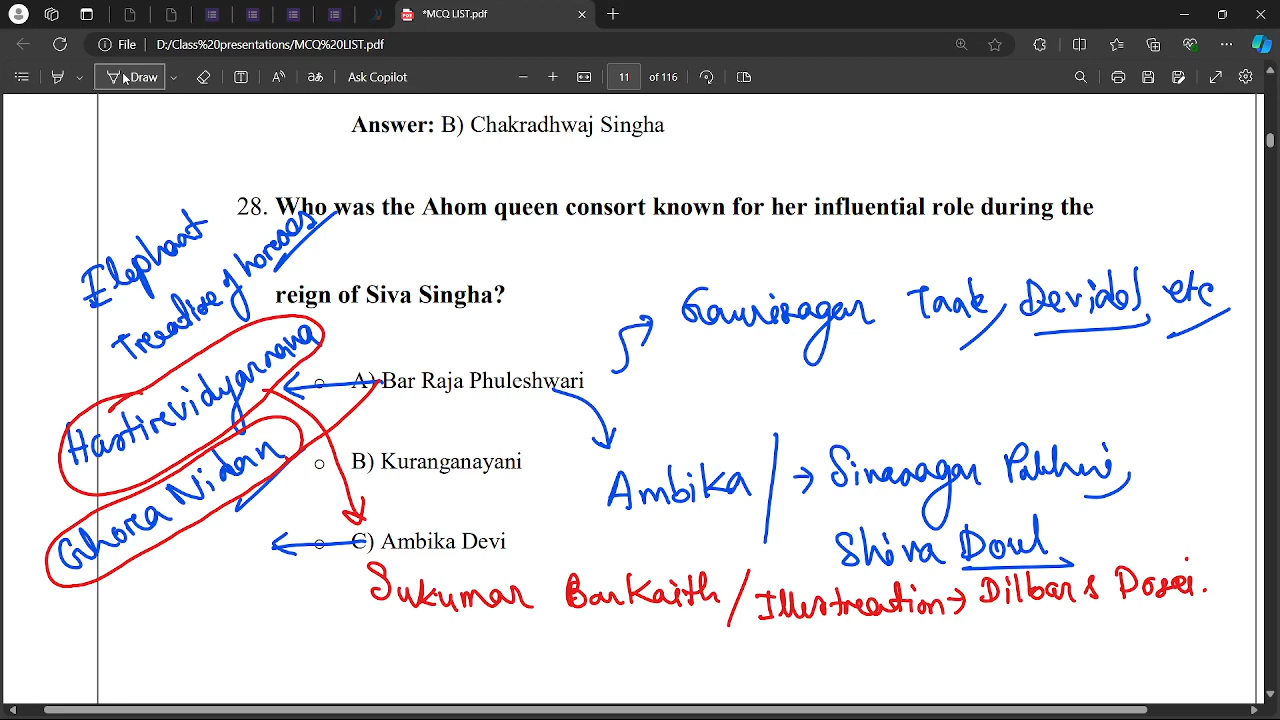 *MCQ LIST.pdf
File D:/Class%20presentations/MCQ%20LIST.pdf
Draw Ask Copilot 11 of 116
Answer: B) Chakradhwaj Singha
28. Who was the Ahom queen consort known for her influential role during the
reign of Siva Singha?
Elephant
Treatise of horses
Gaurisagar Tank, Devidol, etc
A) Bar Raja Phuleshwari
Hastirevidyarnava
B) Kuranganayani
Ghora Nidan
Ambika → Sivasagar Pukhuri,
C) Ambika Devi
Shiva Doul
Sukumar BarKaith / Illustreation → Dilbar & Dosei.